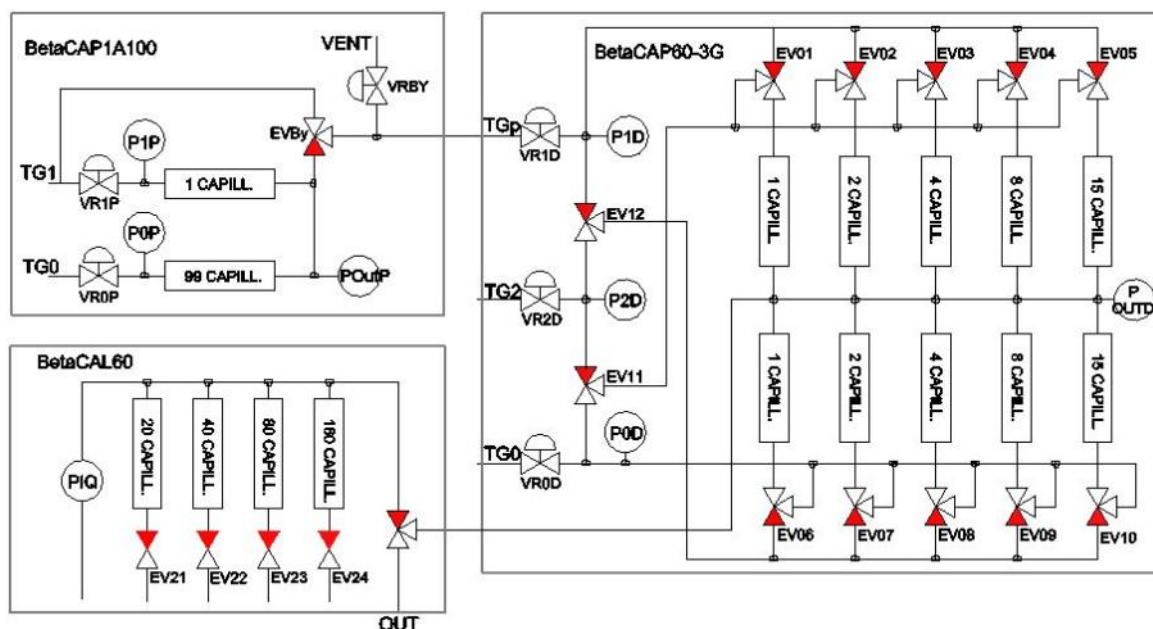 BetaCAP1A100
VENT
VRBY
EVBy
P1P
TG1
VR1P
1 CAPILL.
P0P
TG0
VR0P
99 CAPILL.
POutP
BetaCAP60-3G
EV01
EV02
EV03
EV04
EV05
TGp
VR1D
P1D
1 CAPILL.
2 CAPILL.
4 CAPILL.
8 CAPILL.
15 CAPILL.
EV12
TG2
VR2D
P2D
P
OUTD
EV11
1 CAPILL.
2 CAPILL.
4 CAPILL.
8 CAPILL.
15 CAPILL.
TG0
VR0D
P0D
EV06
EV07
EV08
EV09
EV10
BetaCAL60
20 CAPILL.
40 CAPILL.
80 CAPILL.
160 CAPILL.
PIQ
EV21
EV22
EV23
EV24
OUT